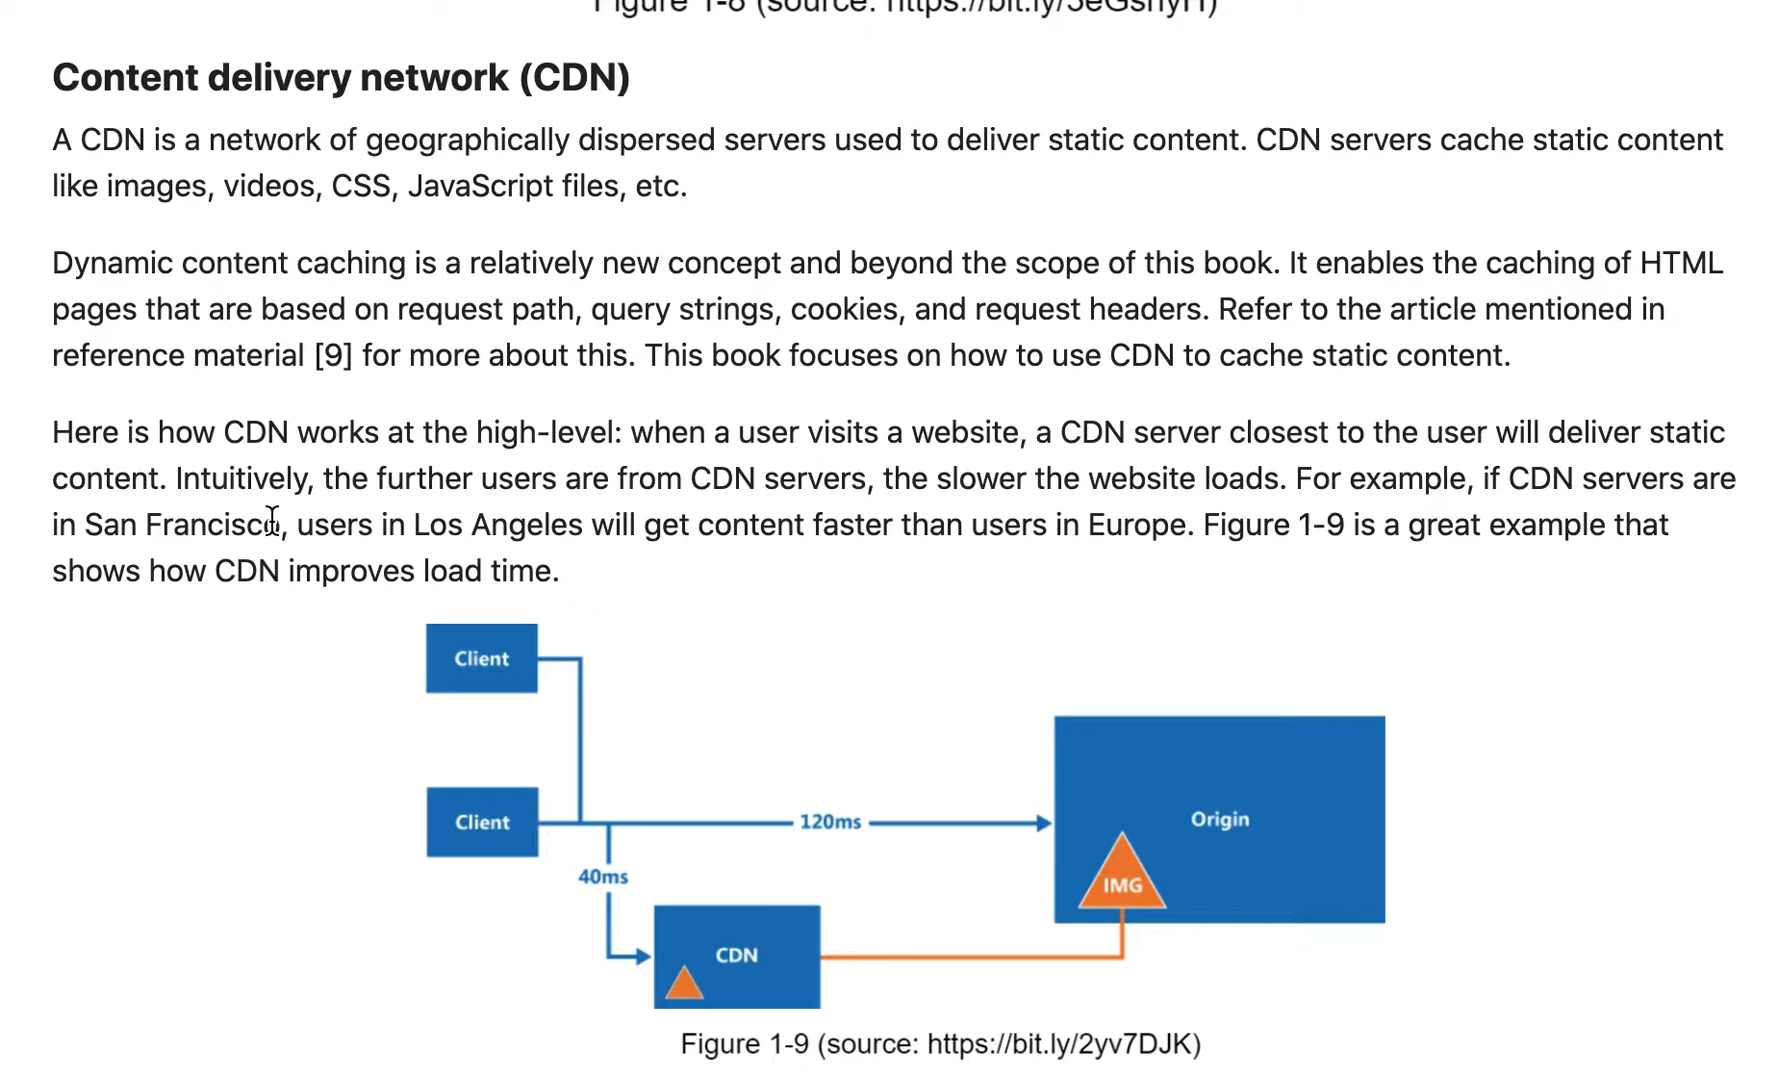 Figure 1-8 (source: https://bit.ly/
Content delivery network (CDN)
A CDN is a network of geographically dispersed servers used to deliver static content. CDN servers cache static content
like images, videos, CSS, JavaScript files, etc.
Dynamic content caching is a relatively new concept and beyond the scope of this book. It enables the caching of HTML
pages that are based on request path, query strings, cookies, and request headers. Refer to the article mentioned in
reference material [9] for more about this. This book focuses on how to use CDN to cache static content.
Here is how CDN works at the high-level: when a user visits a website, a CDN server closest to the user will deliver static
content. Intuitively, the further users are from CDN servers, the slower the website loads. For example, if CDN servers are
in San Francisco, users in Los Angeles will get content faster than users in Europe. Figure 1-9 is a great example that
shows how CDN improves load time.
Client
Client
120ms
Origin
40ms
IMG
CDN
Figure 1-9 (source: https://bit.ly/2yv7DJK)